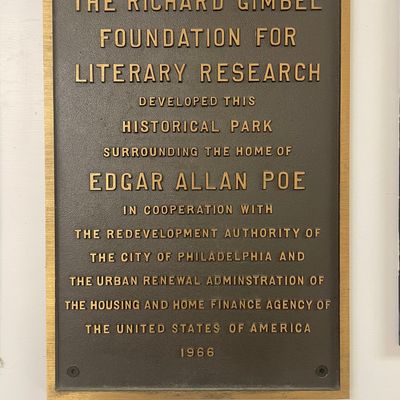 THE RICHARD GIMBEL
FOUNDATION FOR
LITERARY RESEARCH
DEVELOPED THIS
HISTORICAL PARK
SURROUNDING THE HOME OF
EDGAR ALLAN POE
IN COOPERATION WITH
THE REDEVELOPMENT AUTHORITY OF
THE CITY OF PHILADELPHIA AND
THE URBAN RENEWAL ADMINSTRATION OF
THE HOUSING AND HOME FINANCE AGENCY OF
THE UNITED STATES OF AMERICA
1966